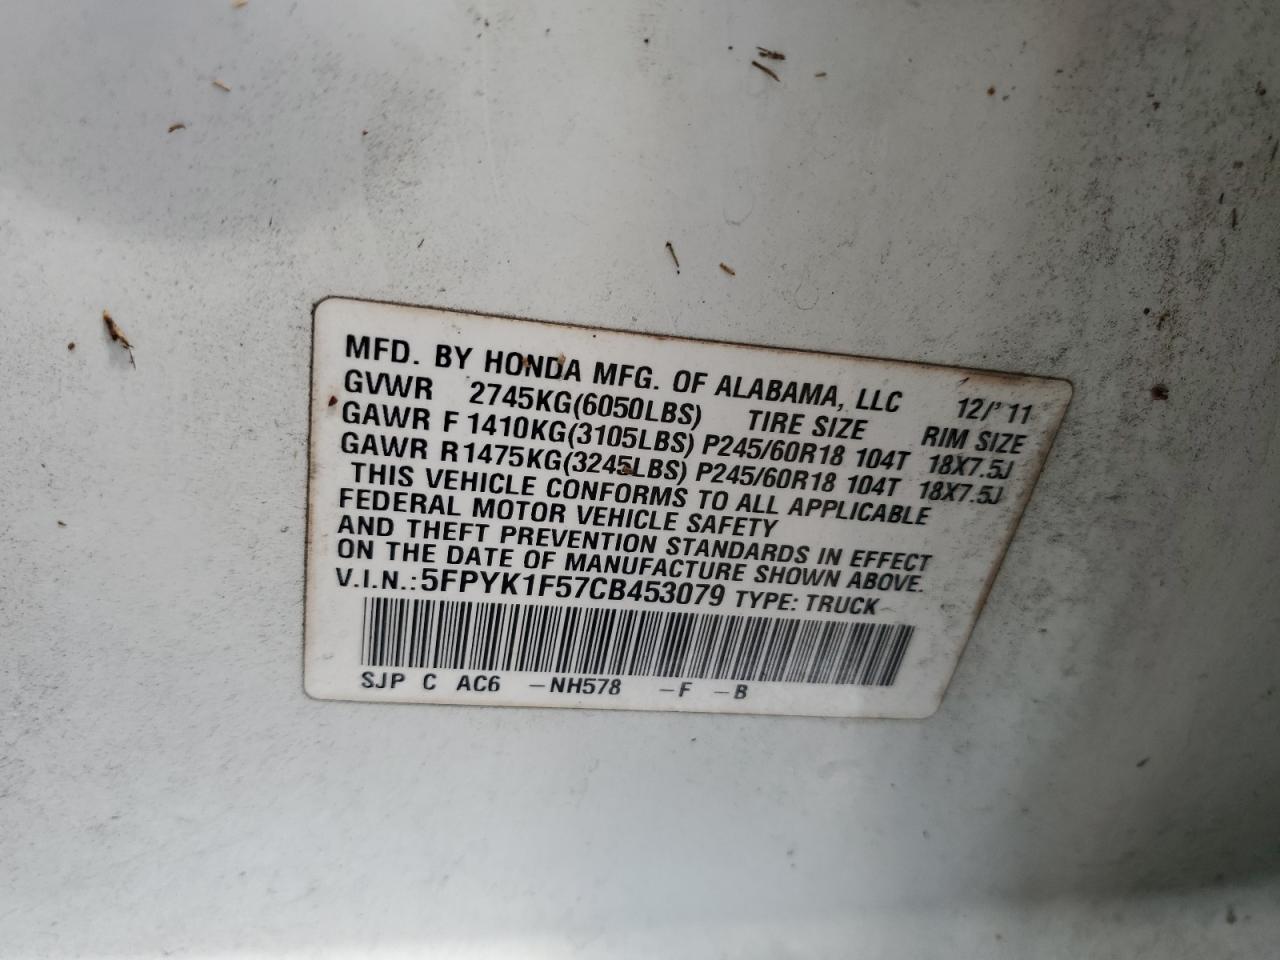 MFD. BY HONDA MFG. OF ALABAMA, LLC 12/'11
GVWR 2745KG(6050LBS) TIRE SIZE RIM SIZE
GAWR F 1410KG(3105LBS) P245/60R18 104T 18X7.5J
GAWR R 1475KG(3245LBS) P245/60R18 104T 18X7.5J
THIS VEHICLE CONFORMS TO ALL APPLICABLE
FEDERAL MOTOR VEHICLE SAFETY
AND THEFT PREVENTION STANDARDS IN EFFECT
ON THE DATE OF MANUFACTURE SHOWN ABOVE.
V.I.N.: 5FPYK1F57CB453079 TYPE: TRUCK
SJP C AC6 -NH578 -F -B